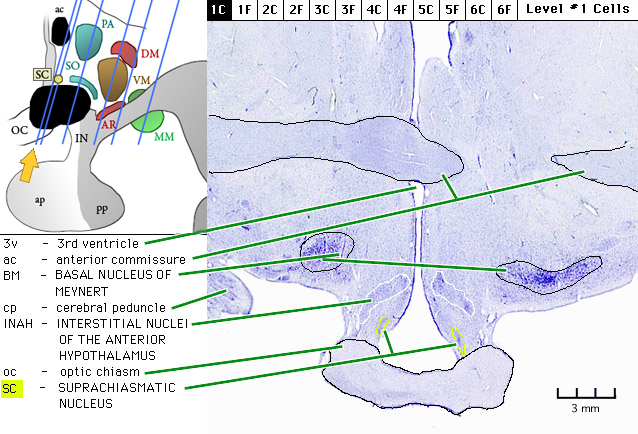 1C 1F 2C 2F 3C 3F 4C 4F 5C 5F 6C 6F Level #1 Cells
ac
PA
DM
SC
SO
VM
OC
IN
AR
MM
ap
pp
3v - 3rd ventricle
ac - anterior commissure
BM - BASAL NUCLEUS OF
MEYNERT
cp - cerebral peduncle
INAH - INTERSTITIAL NUCLEI
OF THE ANTERIOR
HYPOTHALAMUS
oc - optic chiasm
SC - SUPRACHIASMATIC
NUCLEUS
3 mm